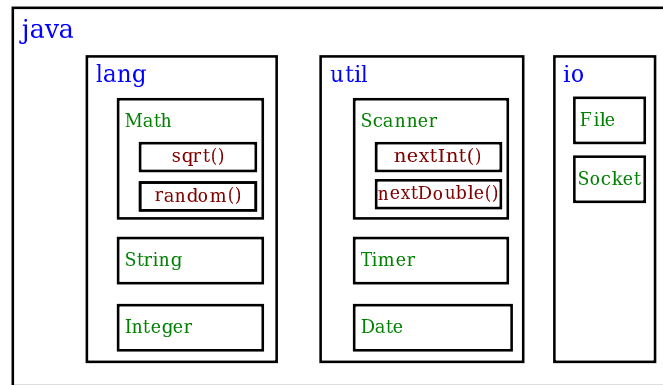 java
lang
Math
sqrt()
random()
String
Integer
util
Scanner
nextInt()
nextDouble()
Timer
Date
io
File
Socket